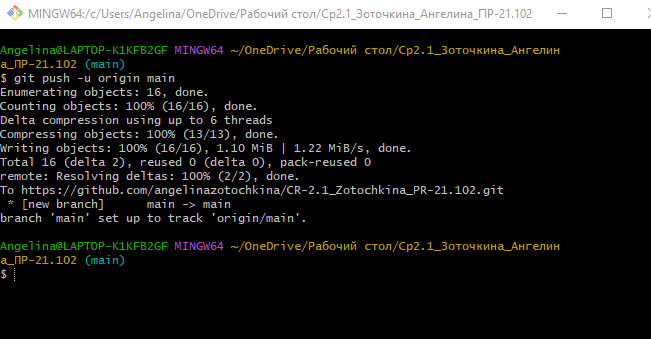 MINGW64:/c/Users/Angelina/OneDrive/Рабочий стол/Ср2.1_Зоточкина_Ангелина_ПР-21.102
Angelina@LAPTOP-K1KFB2GF MINGW64 ~/OneDrive/Рабочий стол/Ср2.1_Зоточкина_Ангелин
а_ПР-21.102 (main)
$ git push -u origin main
Enumerating objects: 16, done.
Counting objects: 100% (16/16), done.
Delta compression using up to 6 threads
Compressing objects: 100% (13/13), done.
Writing objects: 100% (16/16), 1.10 MiB | 1.22 MiB/s, done.
Total 16 (delta 2), reused 0 (delta 0), pack-reused 0
remote: Resolving deltas: 100% (2/2), done.
To https://github.com/angelinazotochkina/CR-2.1_Zotochkina_PR-21.102.git
 * [new branch]      main -> main
branch 'main' set up to track 'origin/main'.
Angelina@LAPTOP-K1KFB2GF MINGW64 ~/OneDrive/Рабочий стол/Ср2.1_Зоточкина_Ангелин
а_ПР-21.102 (main)
$